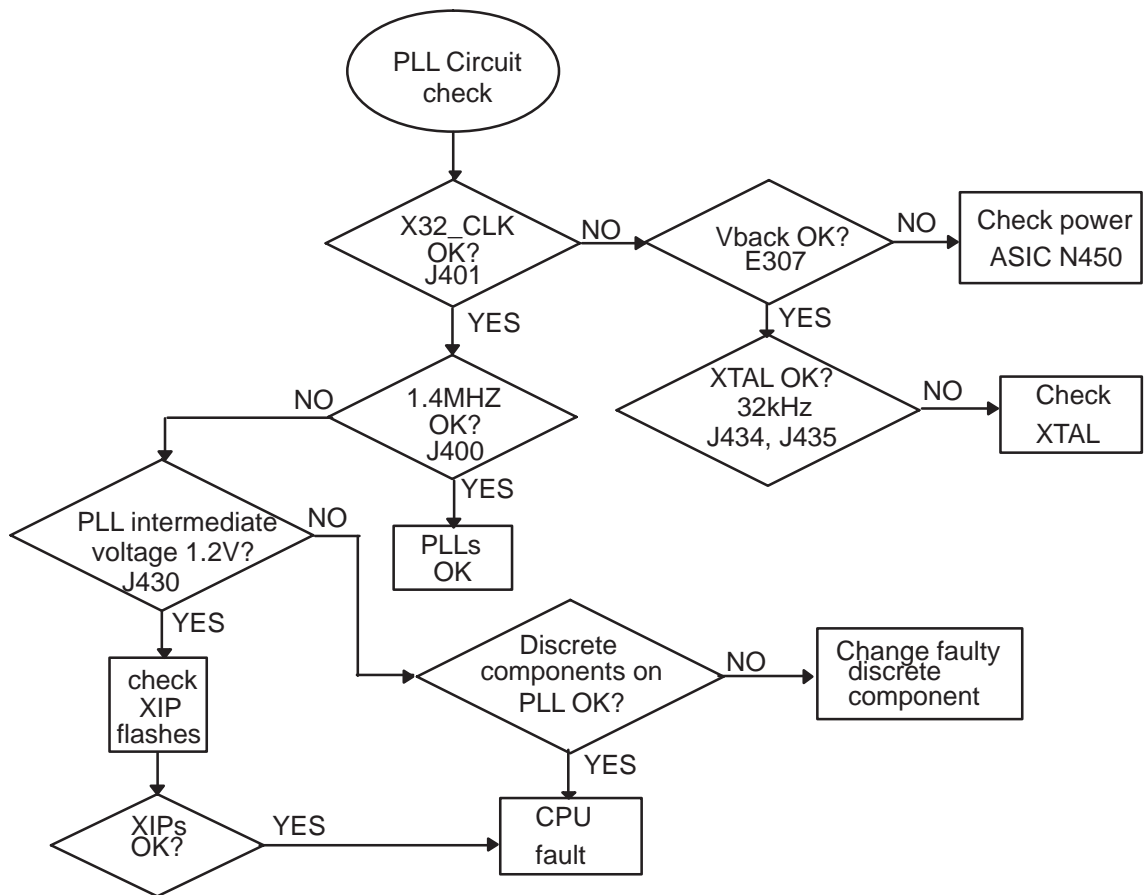 PLL Circuit
check
X32_CLK
OK?
J401
NO
Vback OK?
E307
NO
Check power
ASIC N450
YES
YES
1.4MHZ
OK?
J400
NO
XTAL OK?
32kHz
J434, J435
NO
Check
XTAL
YES
PLLs
OK
PLL intermediate
voltage 1.2V?
J430
NO
YES
check
XIP
flashes
Discrete
components on
PLL OK?
NO
Change faulty
discrete
component
YES
XIPs
OK?
YES
CPU
fault